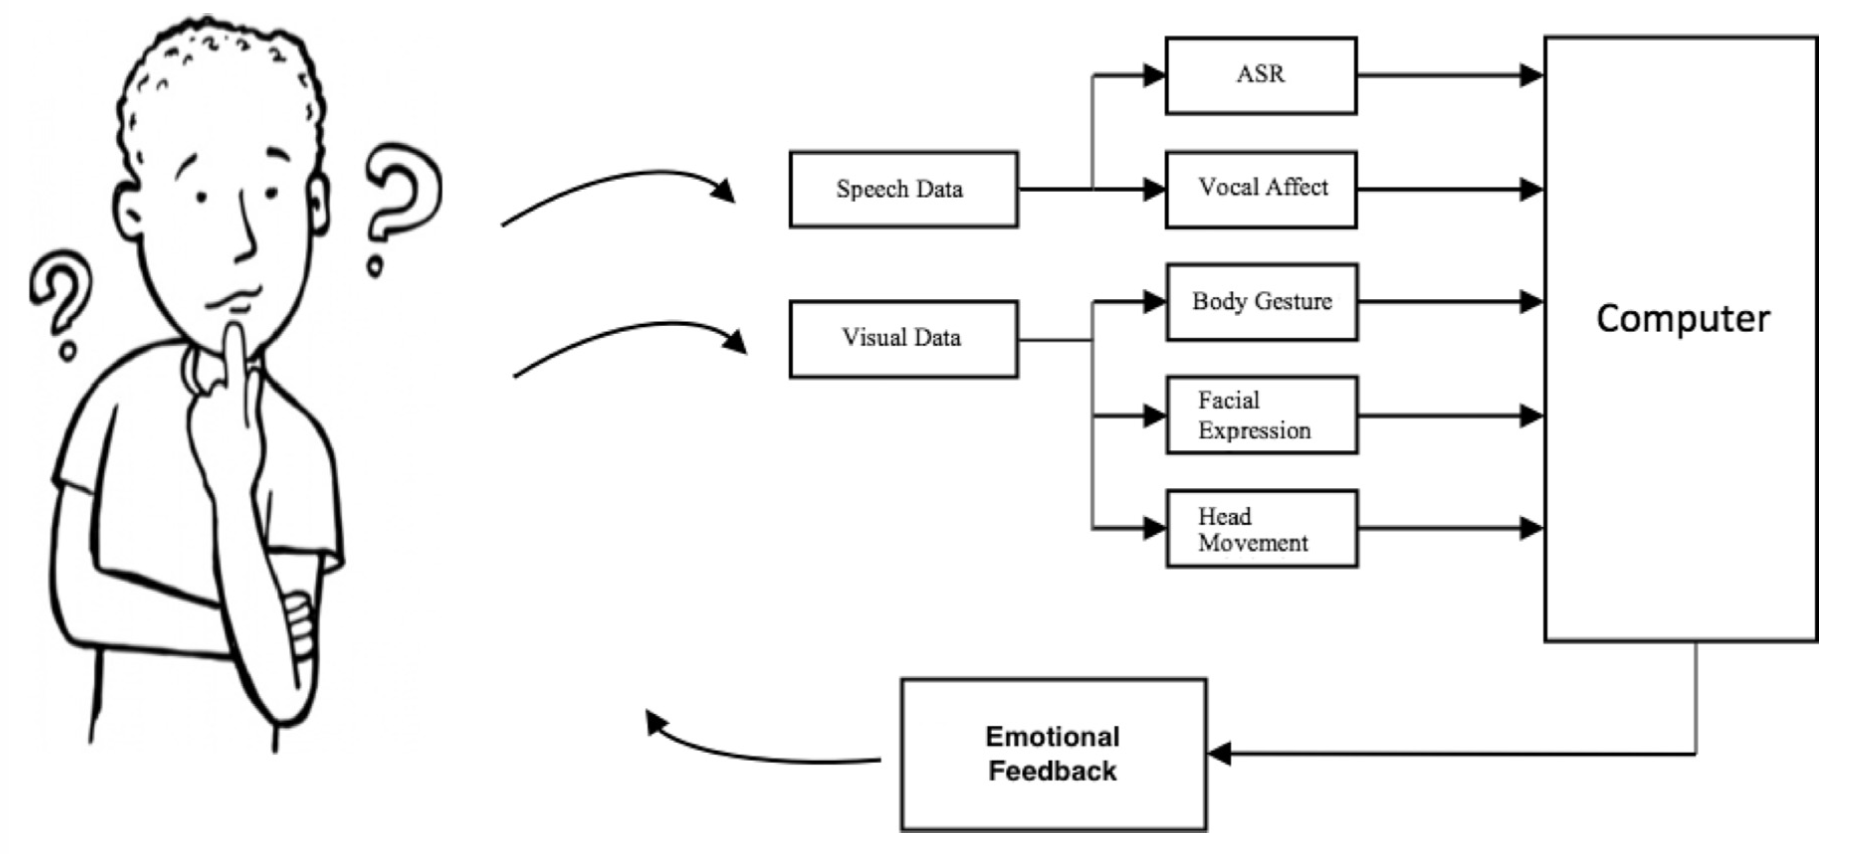 ?
?
Speech Data
Visual Data
ASR
Vocal Affect
Body Gesture
Facial
Expression
Head
Movement
Computer
Emotional
Feedback